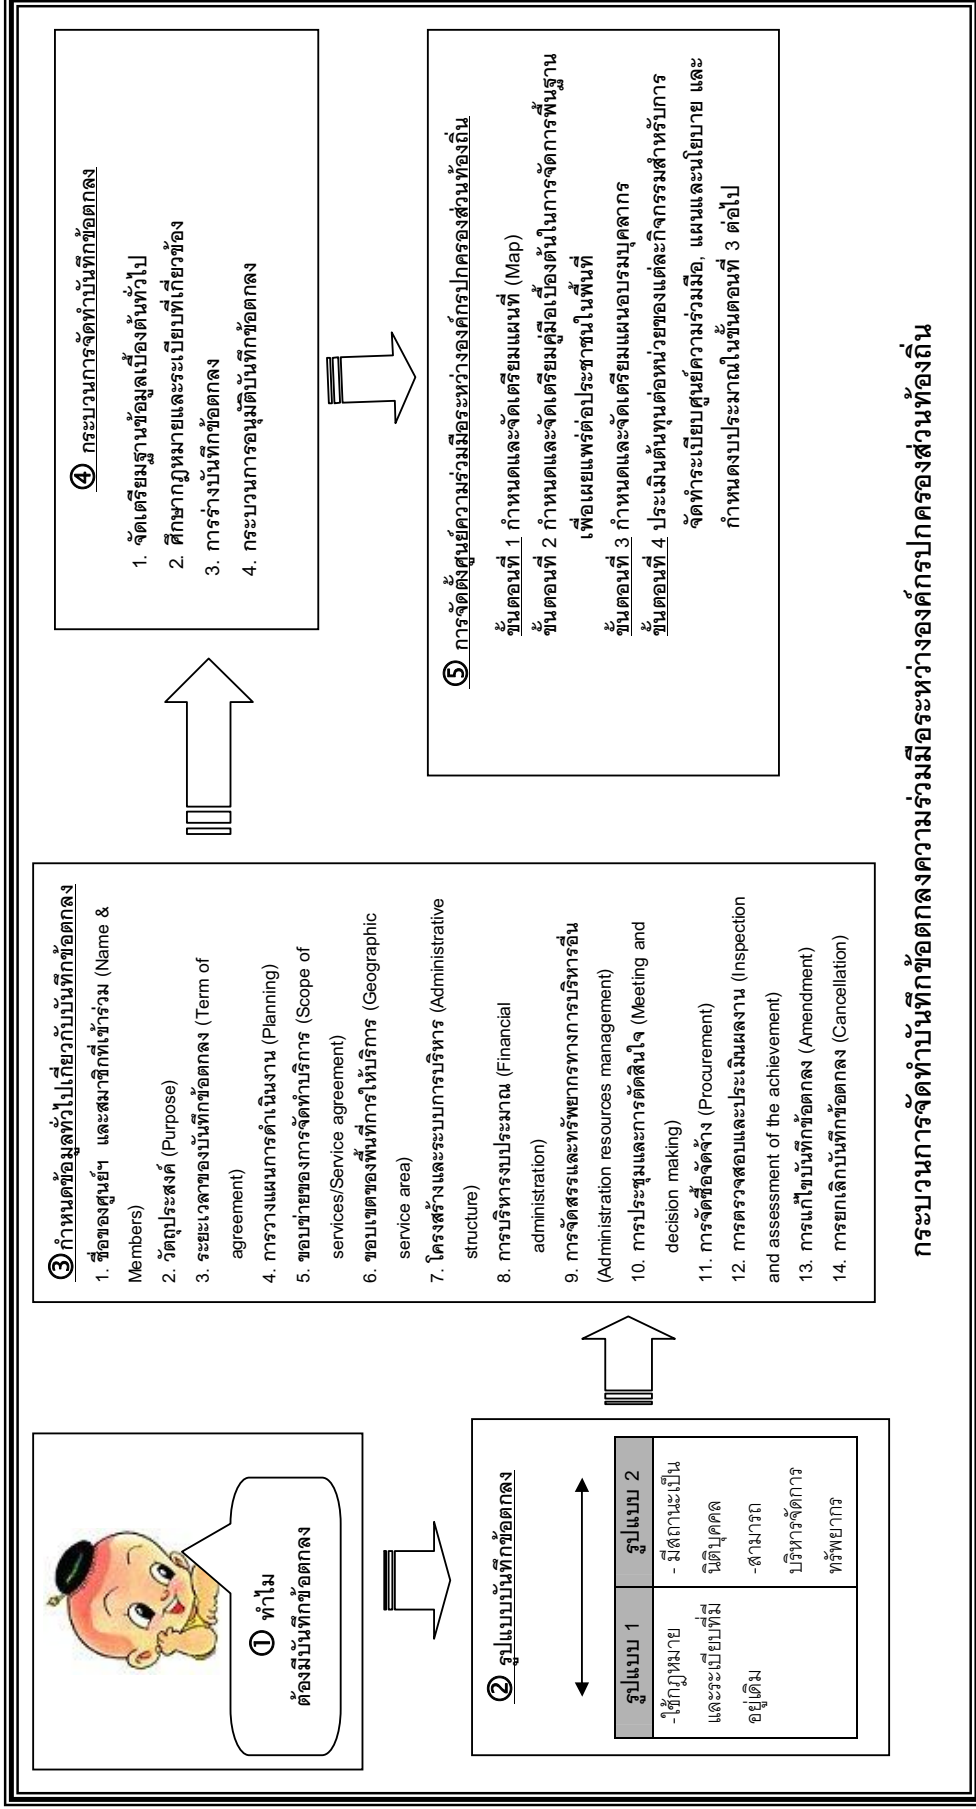 ① ทำไม
ต้องมีบันทึกข้อตกลง
② รูปแบบบันทึกข้อตกลง
รูปแบบ 1
-ใช้กฎหมาย
และระเบียบที่มี
อยู่เดิม
รูปแบบ 2
- มีสถานะเป็น
นิติบุคคล
-สามารถ
บริหารจัดการ
ทรัพยากร
③กำหนดข้อมูลทั่วไปเกี่ยวกับบันทึกข้อตกลง
1. ชื่อของศูนย์ฯ และสมาชิกที่เข้าร่วม (Name &
Members)
2. วัตถุประสงค์ (Purpose)
3. ระยะเวลาของบันทึกข้อตกลง (Term of
agreement)
4. การวางแผนการดำเนินงาน (Planning)
5. ขอบข่ายของการจัดทำบริการ (Scope of
services/Service agreement)
6. ขอบเขตของพื้นที่การให้บริการ (Geographic
service area)
7. โครงสร้างและระบบการบริหาร (Administrative
structure)
8. การบริหารงบประมาณ (Financial
administration)
9. การจัดสรรและทรัพยากรทางการบริหารอื่น
(Administration resources management)
10. การประชุมและการตัดสินใจ (Meeting and
decision making)
11. การจัดซื้อจัดจ้าง (Procurement)
12. การตรวจสอบและประเมินผลงาน (Inspection
and assessment of the achievement)
13. การแก้ไขบันทึกข้อตกลง (Amendment)
14. การยกเลิกบันทึกข้อตกลง (Cancellation)
④ กระบวนการจัดทำบันทึกข้อตกลง
1. จัดเตรียมฐานข้อมูลเบื้องต้นทั่วไป
2. ศึกษากฎหมายและระเบียบที่เกี่ยวข้อง
3. การร่างบันทึกข้อตกลง
4. กระบวนการอนุมัติบันทึกข้อตกลง
⑤ การจัดตั้งศูนย์ความร่วมมือระหว่างองค์กรปกครองส่วนท้องถิ่น
ขั้นตอนที่ 1 กำหนดและจัดเตรียมแผนที่ (Map)
ขั้นตอนที่ 2 กำหนดและจัดเตรียมคู่มือเบื้องต้นในการจัดการพื้นฐาน
เพื่อเผยแพร่ต่อประชาชนในพื้นที่
ขั้นตอนที่ 3 กำหนดและจัดเตรียมแผนอบรมบุคลากร
ขั้นตอนที่ 4 ประเมินต้นทุนต่อหน่วยของแต่ละกิจกรรมสำหรับการ
จัดทำระเบียบศูนย์ความร่วมมือ, แผนและนโยบาย และ
กำหนดงบประมาณในขั้นตอนที่ 3 ต่อไป
กระบวนการจัดทำบันทึกข้อตกลงความร่วมมือระหว่างองค์กรปกครองส่วนท้องถิ่น